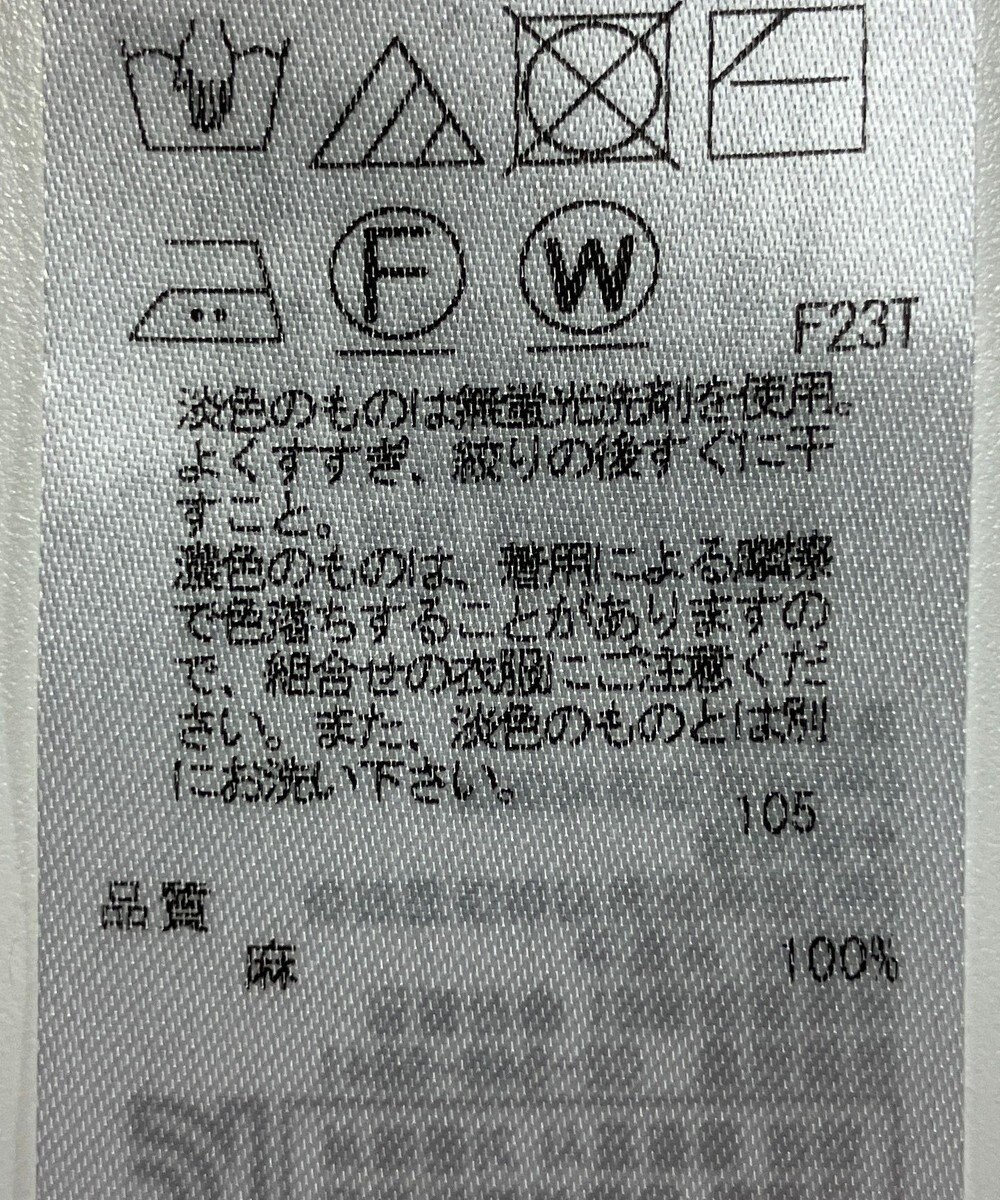 F
W
F23T
淡色のものは無蛍光洗剤を使用。
よくすすぎ、絞りの後すぐに干
すこと。
濃色のものは、着用による摩擦
で色落ちすることがありますの
で、組合せの衣服にご注意くだ
さい。また、淡色のものとは別
にお洗い下さい。
105
品質
麻 100%